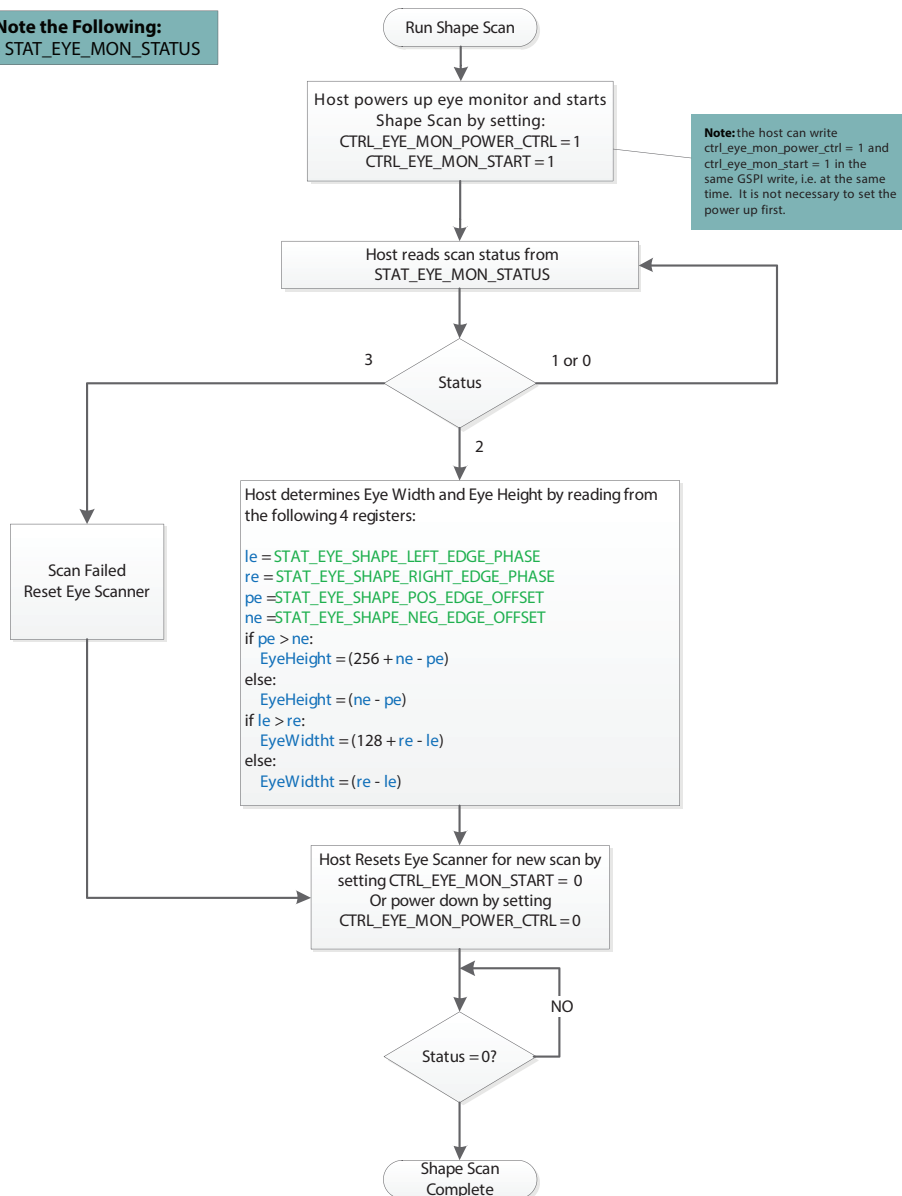 Note the Following:
STAT_EYE_MON_STATUS
Run Shape Scan
Host powers up eye monitor and starts
Shape Scan by setting:
CTRL_EYE_MON_POWER_CTRL = 1
CTRL_EYE_MON_START = 1
Note: the host can write
ctrl_eye_mon_power_ctrl = 1 and
ctrl_eye_mon_start = 1 in the
same GSPI write, i.e. at the same
time. It is not necessary to set the
power up first.
Host reads scan status from
STAT_EYE_MON_STATUS
3
Status
1 or 0
2
Host determines Eye Width and Eye Height by reading from
the following 4 registers:
le = STAT_EYE_SHAPE_LEFT_EDGE_PHASE
re = STAT_EYE_SHAPE_RIGHT_EDGE_PHASE
pe =STAT_EYE_SHAPE_POS_EDGE_OFFSET
ne =STAT_EYE_SHAPE_NEG_EDGE_OFFSET
if pe > ne:
EyeHeight = (256 + ne - pe)
else:
EyeHeight = (ne - pe)
if le > re:
EyeWidtht = (128 + re - le)
else:
EyeWidtht = (re - le)
Scan Failed
Reset Eye Scanner
Host Resets Eye Scanner for new scan by
setting CTRL_EYE_MON_START = 0
Or power down by setting
CTRL_EYE_MON_POWER_CTRL = 0
NO
Status = 0?
Shape Scan
Complete